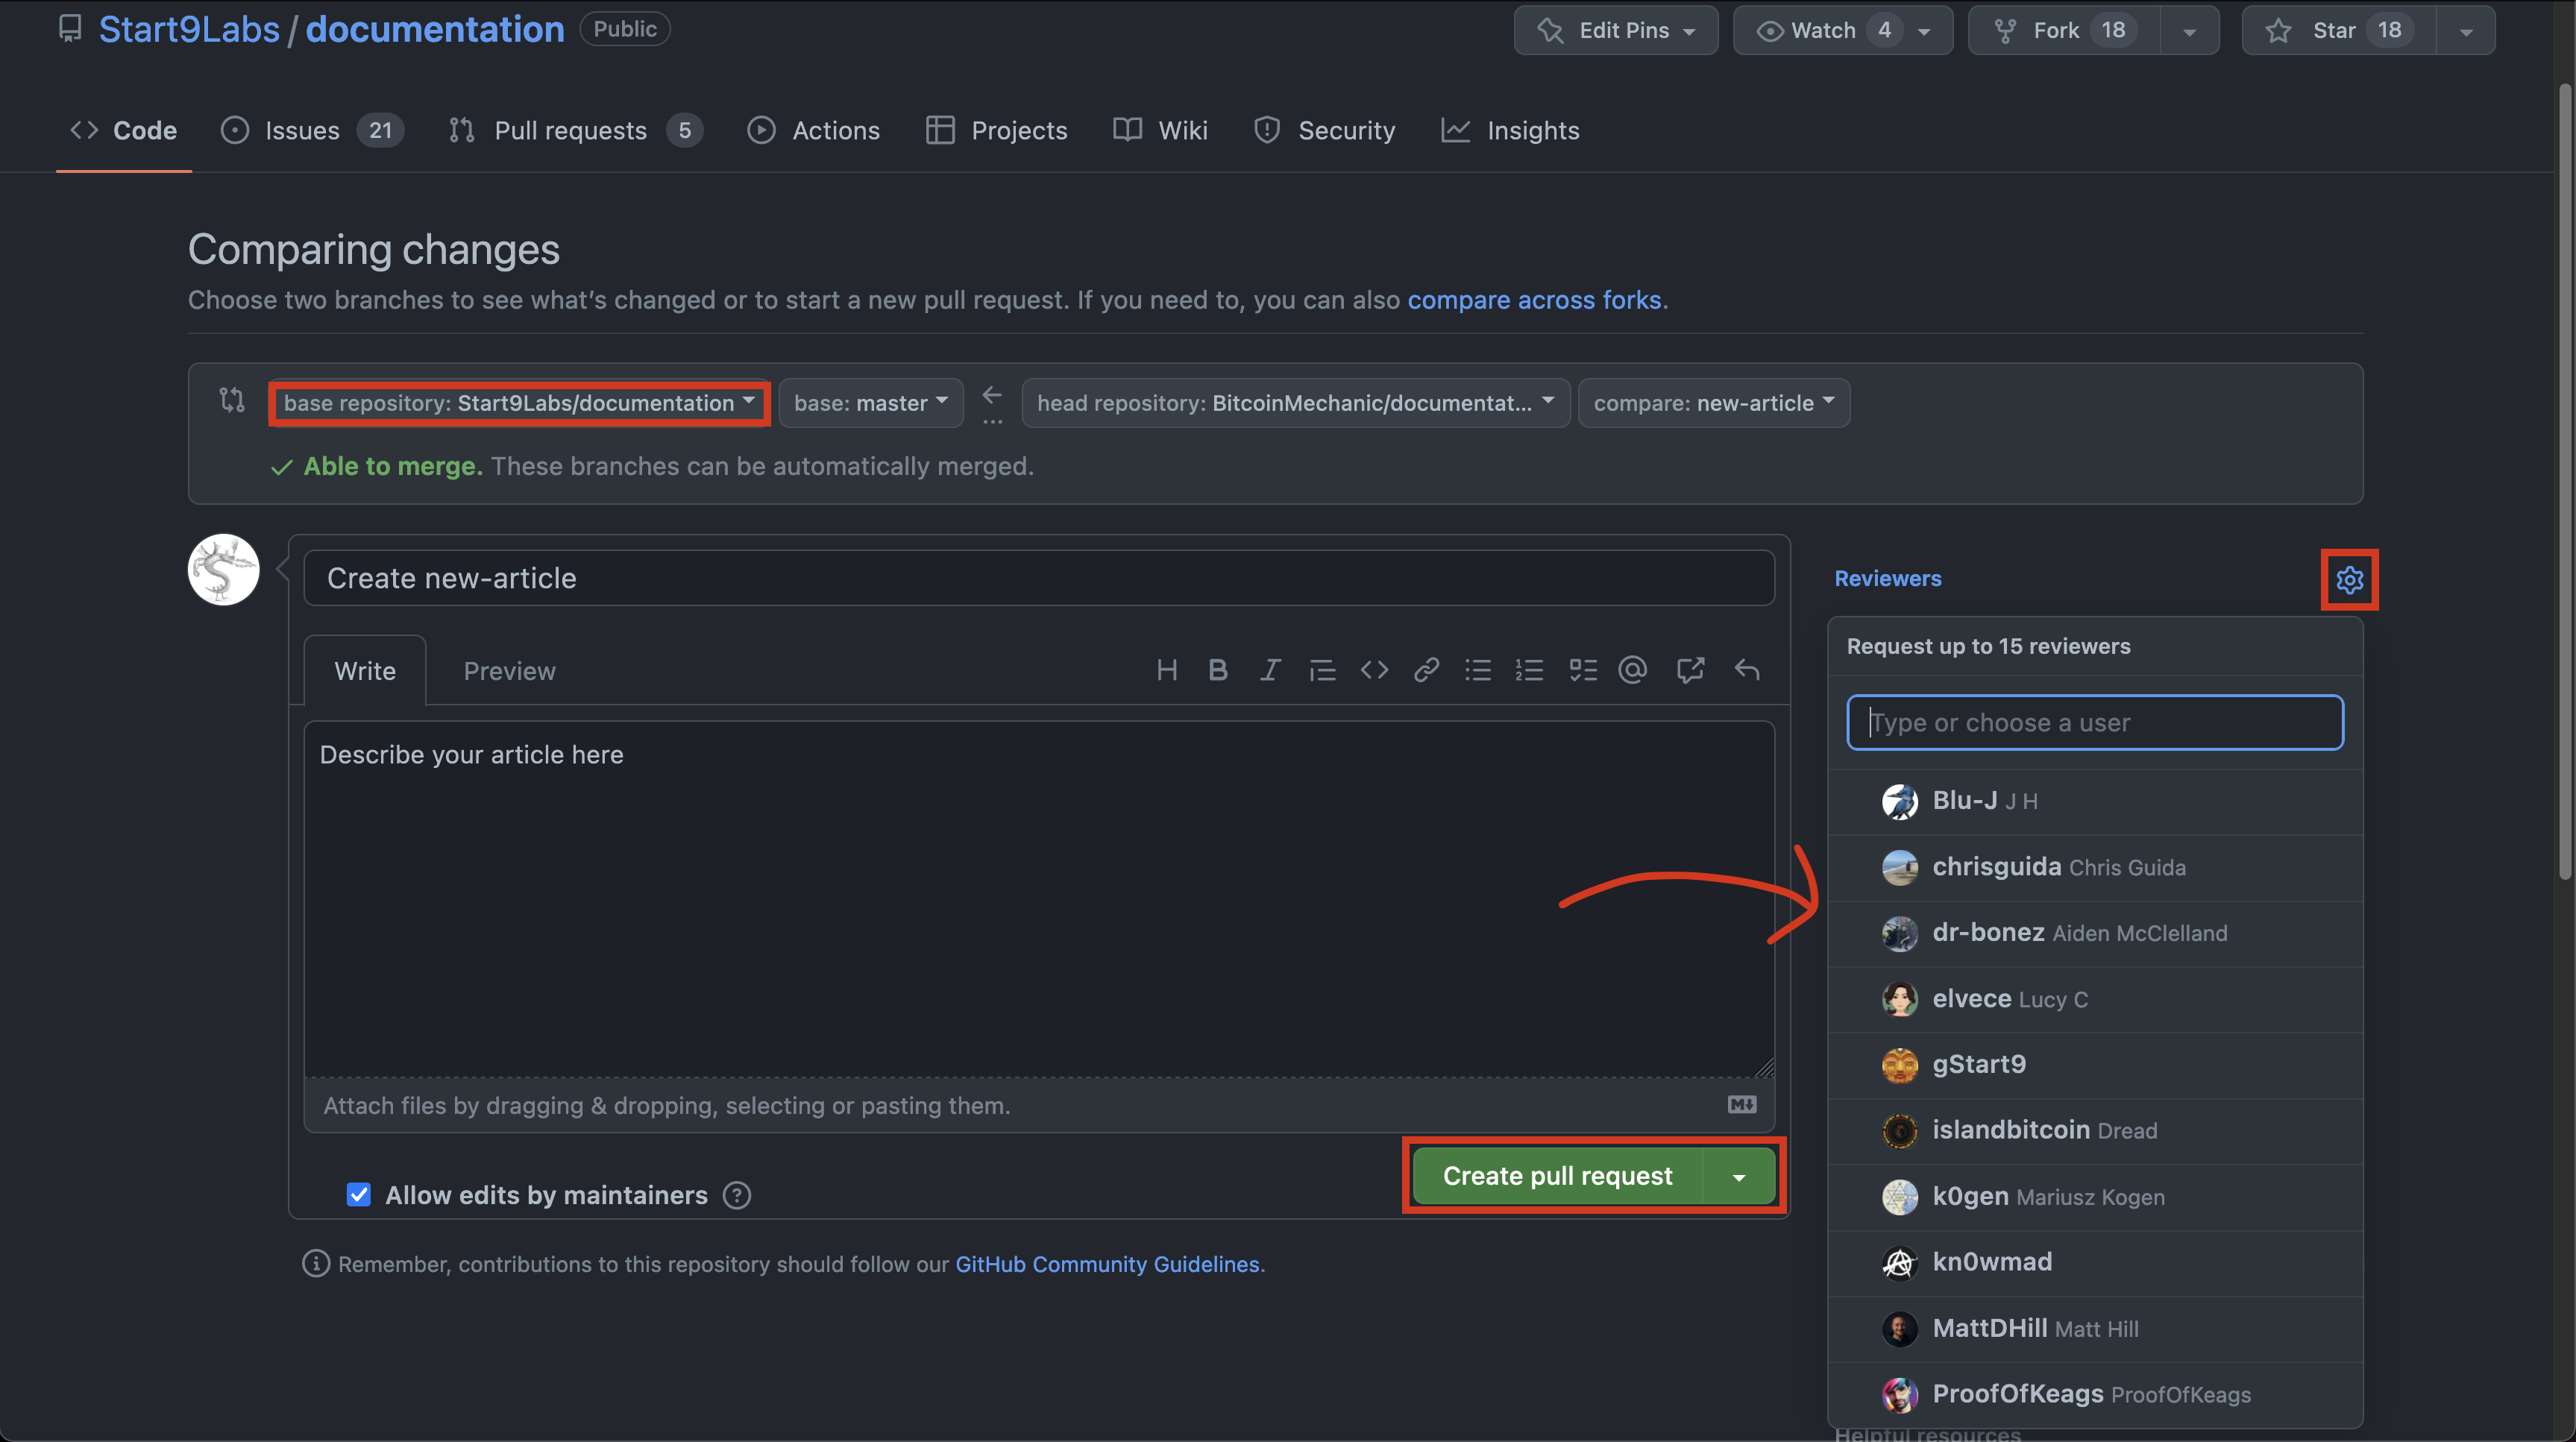 Start9Labs / documentation Public Edit Pins Watch 4 Fork 18 Star 18
Code Issues 21 Pull requests 5 Actions Projects Wiki Security Insights
Comparing changes
Choose two branches to see what’s changed or to start a new pull request. If you need to, you can also compare across forks.
base repository: Start9Labs/documentation base: master ... head repository: BitcoinMechanic/documentat... compare: new-article
Able to merge. These branches can be automatically merged.
Create new-article
Write Preview
Describe your article here
Attach files by dragging & dropping, selecting or pasting them.
Allow edits by maintainers
Create pull request
Remember, contributions to this repository should follow our GitHub Community Guidelines.
Reviewers
Request up to 15 reviewers
Type or choose a user
Blu-J J H
chrisguida Chris Guida
dr-bonez Aiden McClelland
elvece Lucy C
gStart9
islandbitcoin Dread
k0gen Mariusz Kogen
kn0wmad
MattDHill Matt Hill
ProofOfKeags ProofOfKeags
Helpful resources